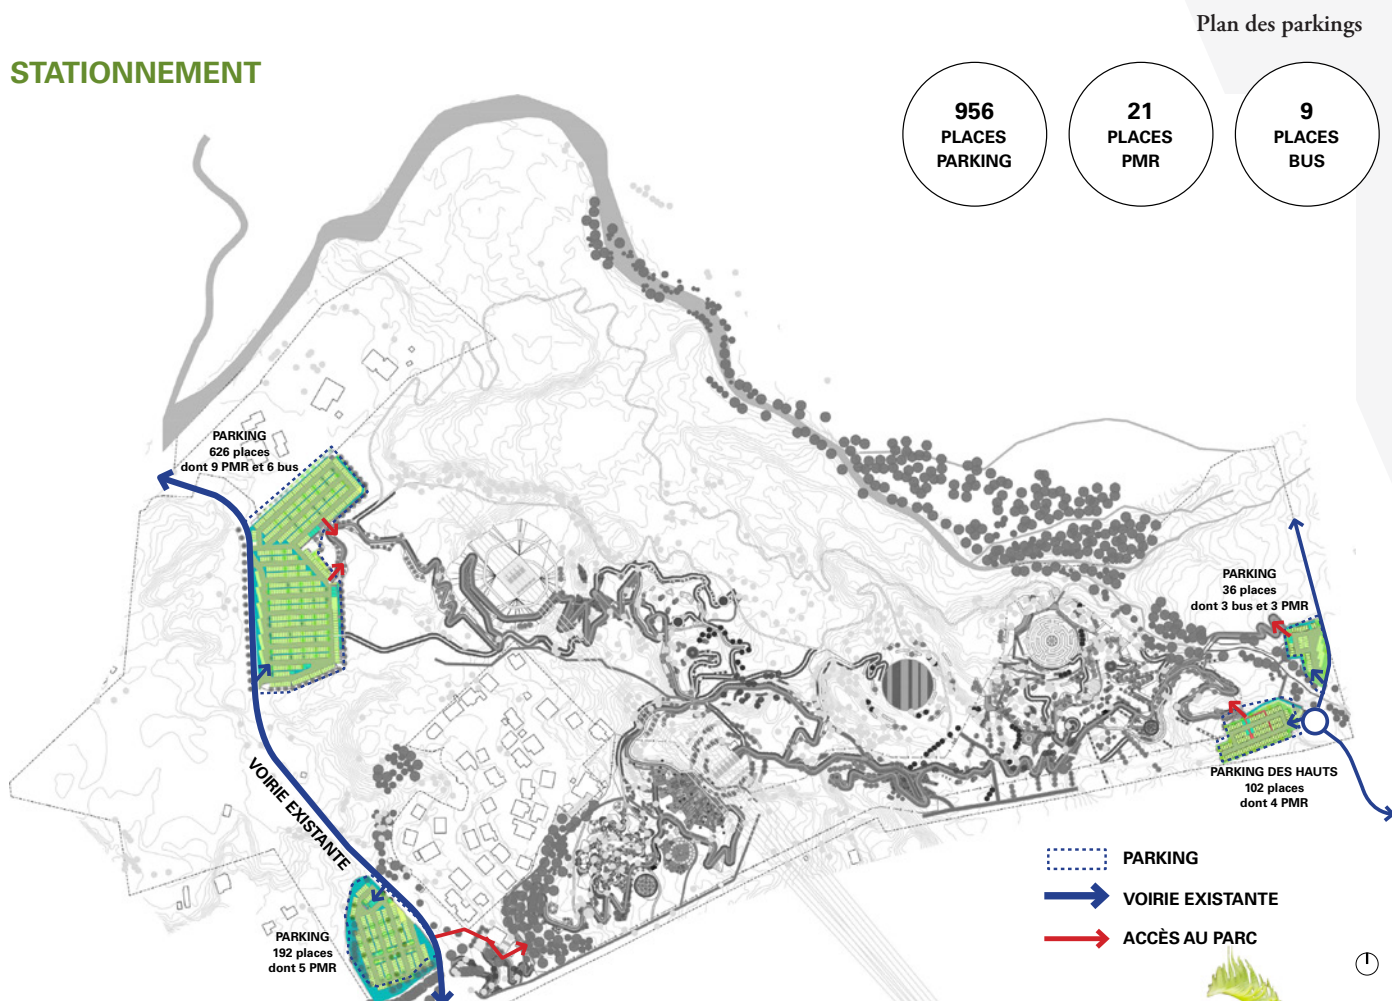 Plan des parkings
STATIONNEMENT
956
PLACES
PARKING
21
PLACES
PMR
9
PLACES
BUS
PARKING
626 places
dont 9 PMR et 6 bus
PARKING
36 places
dont 3 bus et 3 PMR
PARKING DES HAUTS
102 places
dont 4 PMR
VOIRIE EXISTANTE
PARKING
192 places
dont 5 PMR
PARKING
VOIRIE EXISTANTE
ACCÈS AU PARC